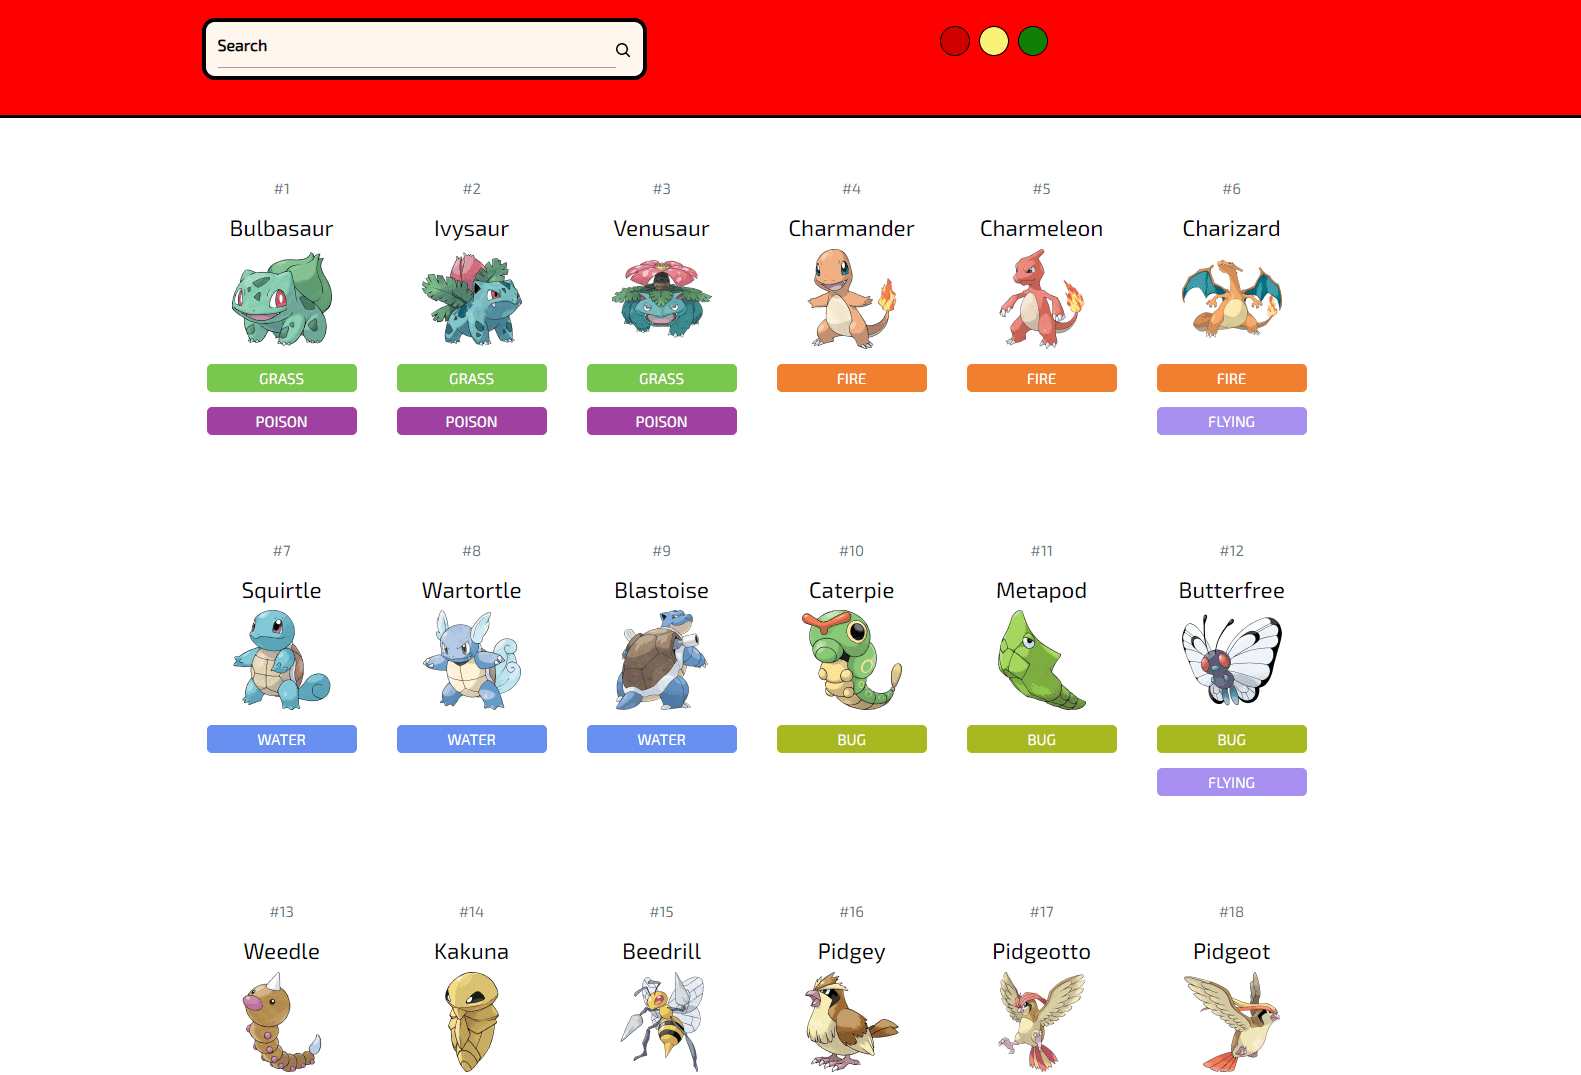 Search
#1 #2 #3 #4 #5 #6
Bulbasaur Ivysaur Venusaur Charmander Charmeleon Charizard
GRASS GRASS GRASS FIRE FIRE FIRE
POISON POISON POISON FLYING
#7 #8 #9 #10 #11 #12
Squirtle Wartortle Blastoise Caterpie Metapod Butterfree
WATER WATER WATER BUG BUG BUG
FLYING
#13 #14 #15 #16 #17 #18
Weedle Kakuna Beedrill Pidgey Pidgeotto Pidgeot